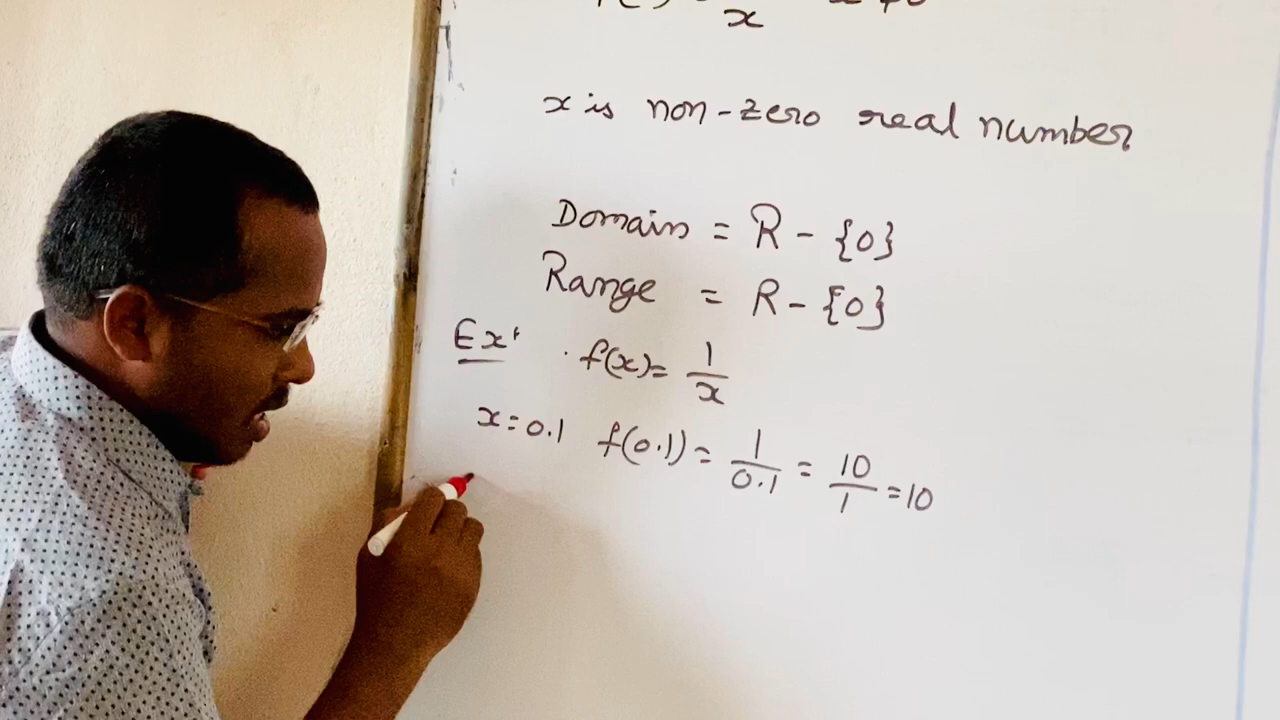 x
x is non-zero real number
Domain = R - {0}
Range = R - {0}
Ex' . f(x) = 1/x
x = 0.1 f(0.1) = 1/0.1 = 10/1 = 10